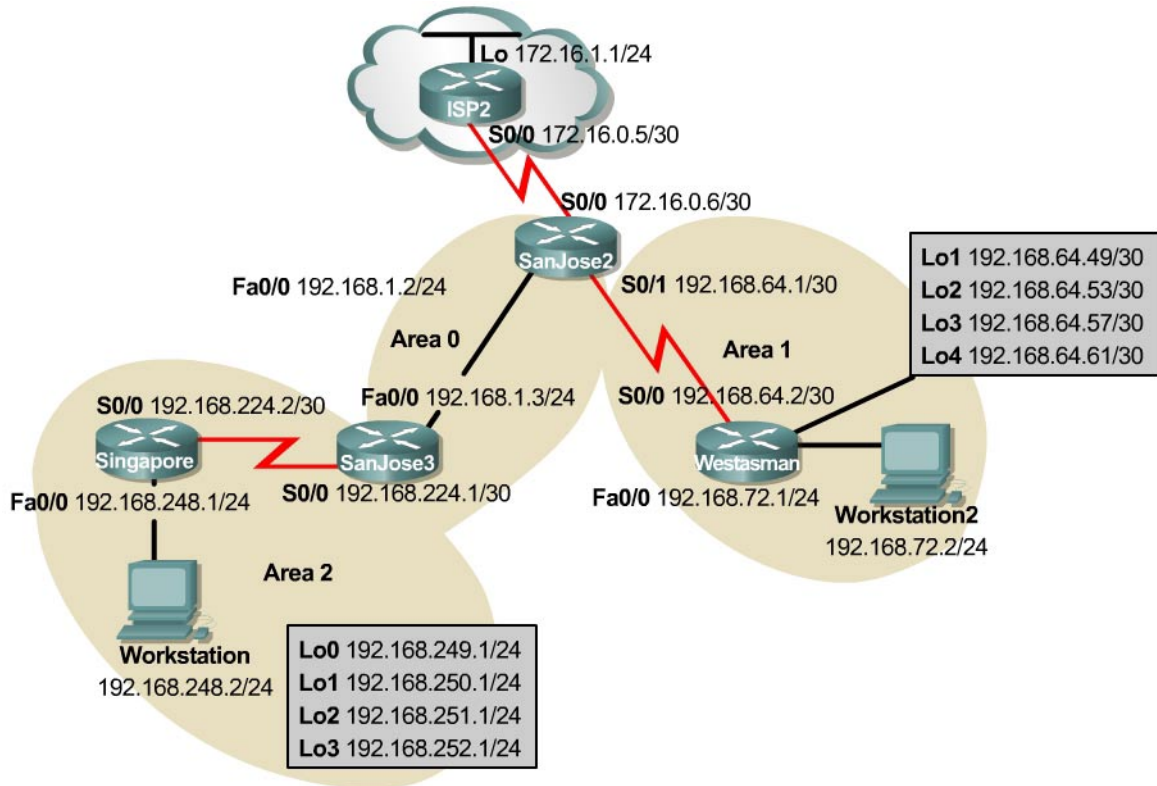 Lo 172.16.1.1/24
ISP2
S0/0 172.16.0.5/30
S0/0 172.16.0.6/30
SanJose2
Fa0/0 192.168.1.2/24
S0/1 192.168.64.1/30
Lo1 192.168.64.49/30
Lo2 192.168.64.53/30
Lo3 192.168.64.57/30
Lo4 192.168.64.61/30
Area 0
Area 1
Fa0/0 192.168.1.3/24
S0/0 192.168.64.2/30
S0/0 192.168.224.2/30
Singapore
SanJose3
Westasman
S0/0 192.168.224.1/30
Fa0/0 192.168.248.1/24
Fa0/0 192.168.72.1/24
Workstation2
192.168.72.2/24
Area 2
Workstation
192.168.248.2/24
Lo0 192.168.249.1/24
Lo1 192.168.250.1/24
Lo2 192.168.251.1/24
Lo3 192.168.252.1/24